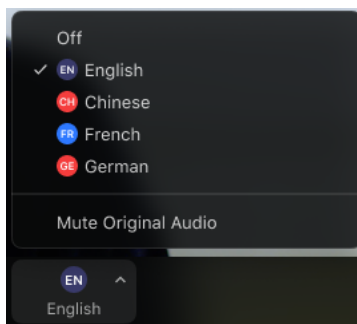 Off
EN English
CH Chinese
FR French
GE German
Mute Original Audio
EN
English